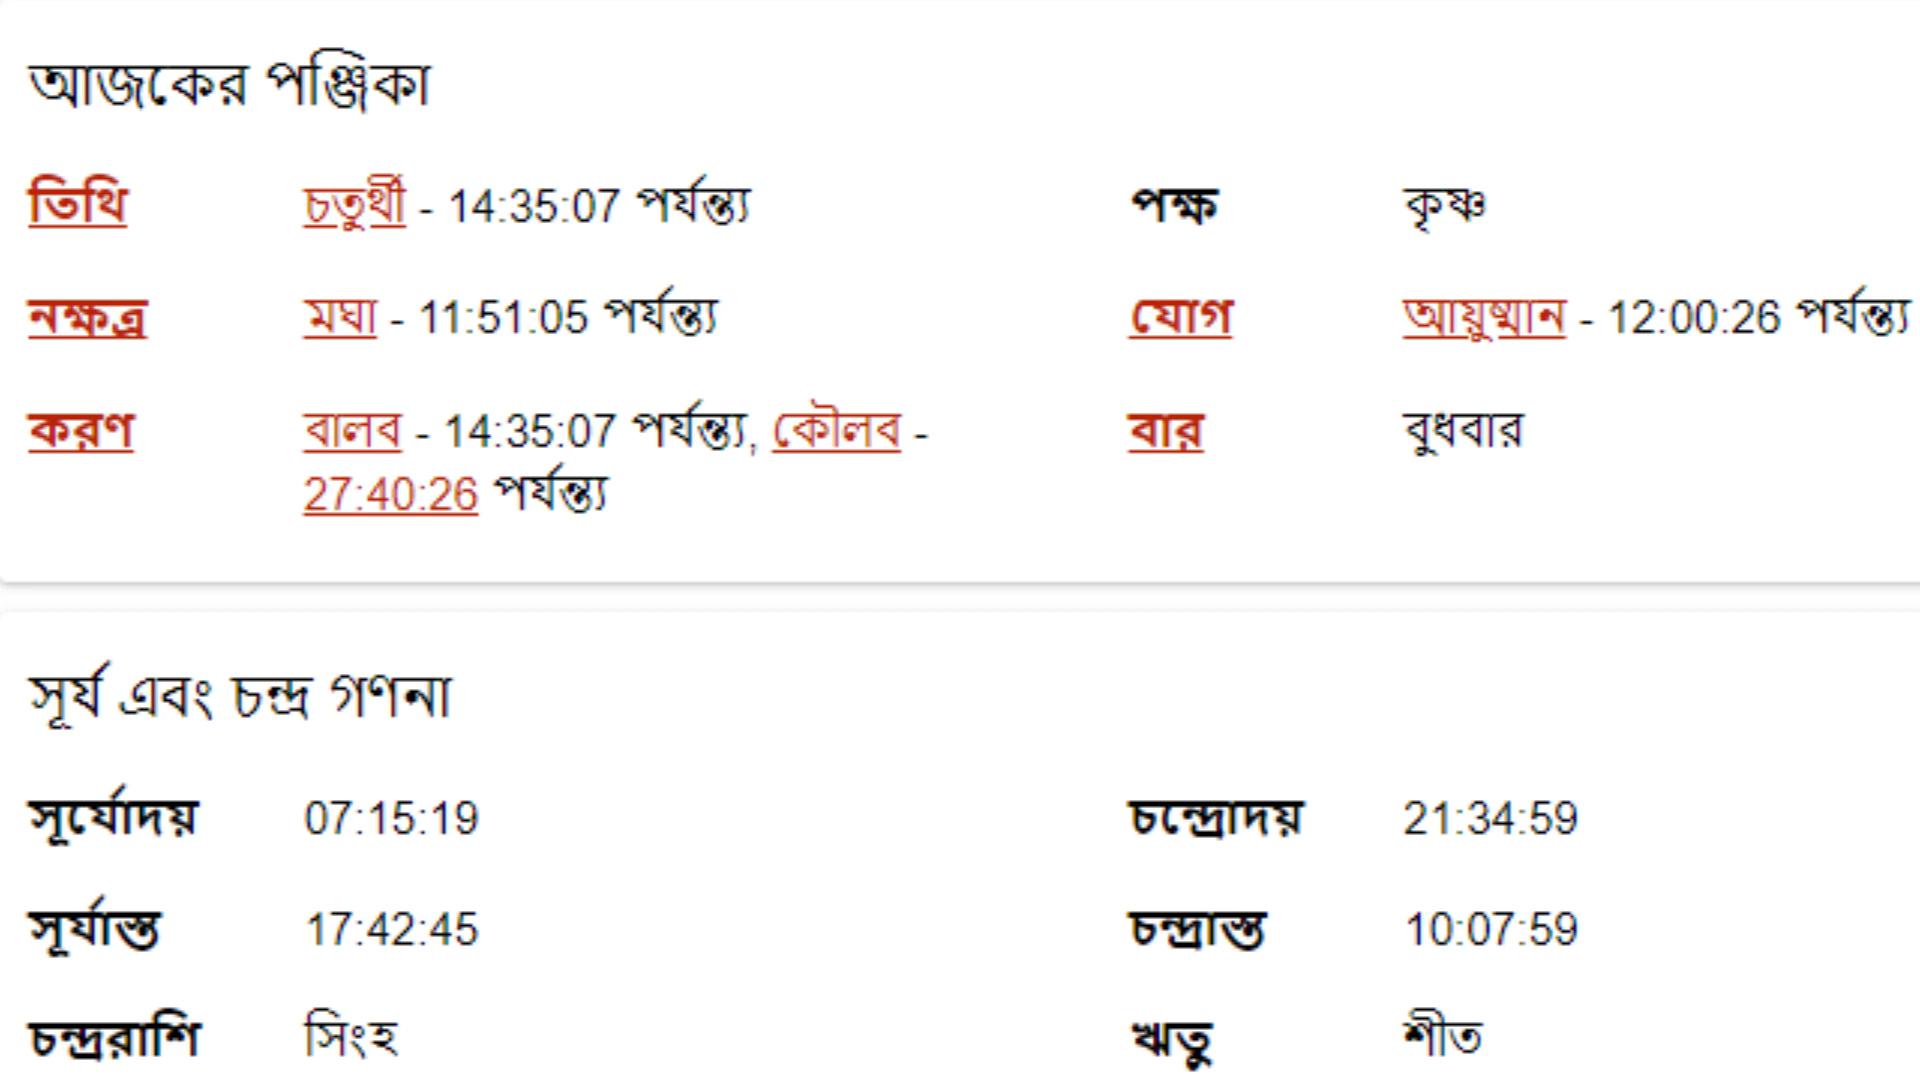 আজকের পঞ্জিকা
তিথি চতুর্থী - 14:35:07 পর্যন্ত্য পক্ষ কৃষ্ণ
নক্ষত্র মঘা - 11:51:05 পর্যন্ত্য যোগ আয়ুষ্মান - 12:00:26 পর্যন্ত্য
করণ বালব - 14:35:07 পর্যন্ত্য, কৌলব - বার বুধবার
27:40:26 পর্যন্ত্য
সূর্য এবং চন্দ্র গণনা
সূর্যোদয় 07:15:19 চন্দ্রোদয় 21:34:59
সূর্যাস্ত 17:42:45 চন্দ্রাস্ত 10:07:59
চন্দ্ররাশি সিংহ ঋতু শীত